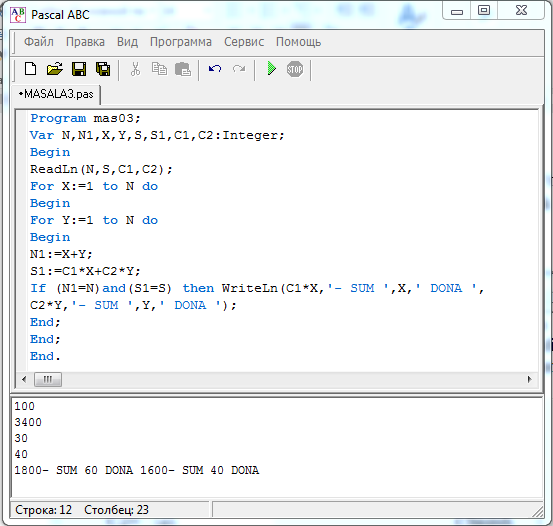 Pascal ABC
Файл Правка Вид Программа Сервис Помощь
STOP
•MASALA3.pas
Program mas03;
Var N,N1,X,Y,S,S1,C1,C2:Integer;
Begin
ReadLn(N,S,C1,C2);
For X:=1 to N do
Begin
For Y:=1 to N do
Begin
N1:=X+Y;
S1:=C1*X+C2*Y;
If (N1=N)and(S1=S) then WriteLn(C1*X,'- SUM ',X,' DONA ',
C2*Y,'- SUM ',Y,' DONA ');
End;
End;
End.
100
3400
30
40
1800- SUM 60 DONA 1600- SUM 40 DONA
Строка: 12 Столбец: 23